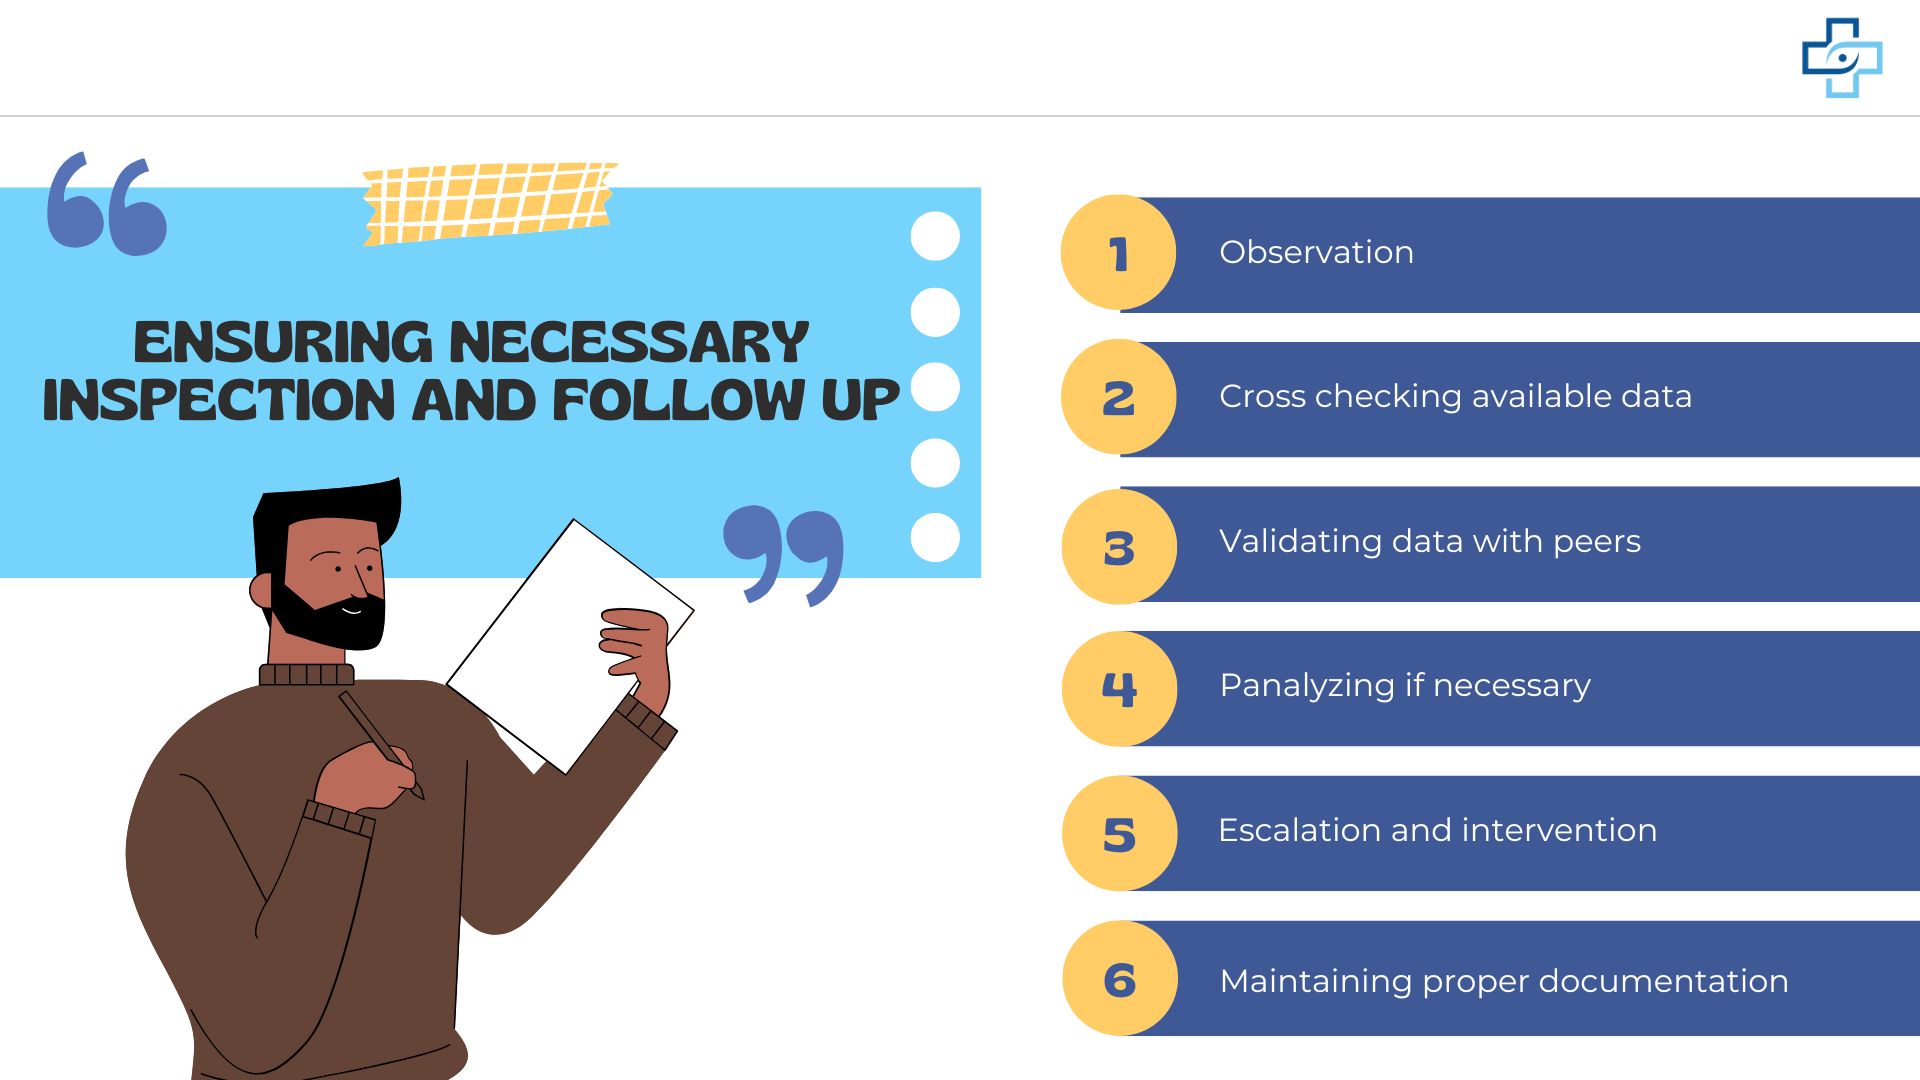 ENSURING NECESSARY
INSPECTION AND FOLLOW UP
1 Observation
2 Cross checking available data
3 Validating data with peers
4 Panalyzing if necessary
5 Escalation and intervention
6 Maintaining proper documentation